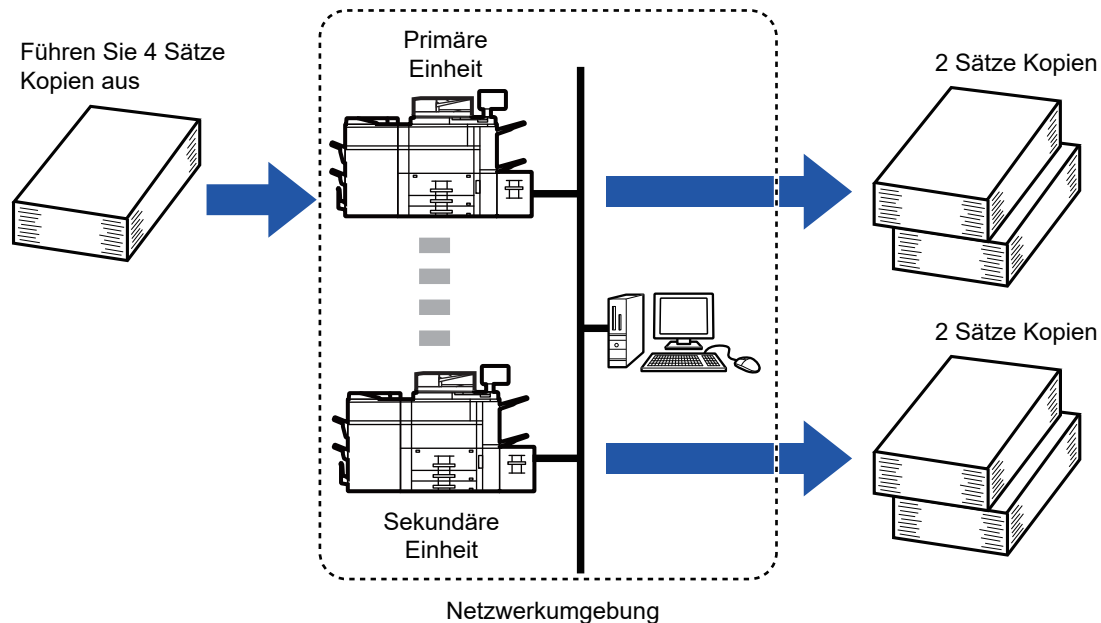 Führen Sie 4 Sätze
Kopien aus
Primäre
Einheit
2 Sätze Kopien
2 Sätze Kopien
Sekundäre
Einheit
Netzwerkumgebung